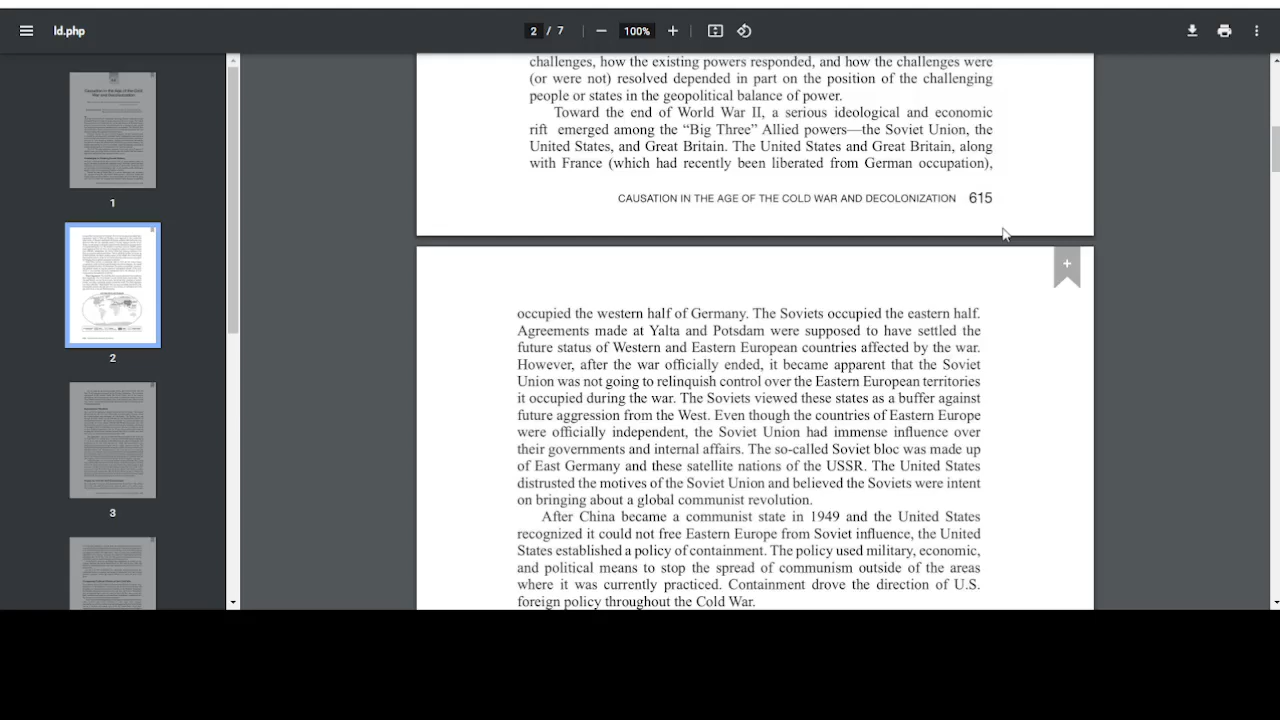 ld.php
2 / 7
100%
challenges, how the existing powers responded, and how the challenges were
(or were not) resolved depended in part on the position of the challenging
people or states in the geopolitical balance of power.
Toward the end of World War II, a serious ideological and economic
rift emerged among the “Big Three” Allied powers—the Soviet Union, the
United States, and Great Britain. The United States and Great Britain, along
with France (which had recently been liberated from German occupation),
CAUSATION IN THE AGE OF THE COLD WAR AND DECOLONIZATION 615
occupied the western half of Germany. The Soviets occupied the eastern half.
Agreements made at Yalta and Potsdam were supposed to have settled the
future status of Western and Eastern European countries affected by the war.
However, after the war officially ended, it became apparent that the Soviet
Union was not going to relinquish control over the Eastern European territories
it occupied during the war. The Soviets viewed these states as a buffer against
future agression from the West. Even though the countries of Eastern Europe
were officially independent, the Soviet Union had immense influence over
their governments and internal affairs. The so-called Soviet bloc was made up
of East Germany and these satellite nations of the USSR. The United States
distrusted the motives of the Soviet Union and believed the Soviets were intent
on bringing about a global communist revolution.
After China became a communist state in 1949 and the United States
recognized it could not free Eastern Europe from Soviet influence, the United
States established a policy of containment. The policy used military, economic,
and political means to stop the spread of communism outside of the areas
where it was currently practiced. Containment drove the direction of U.S.
foreign policy throughout the Cold War.
1
2
3